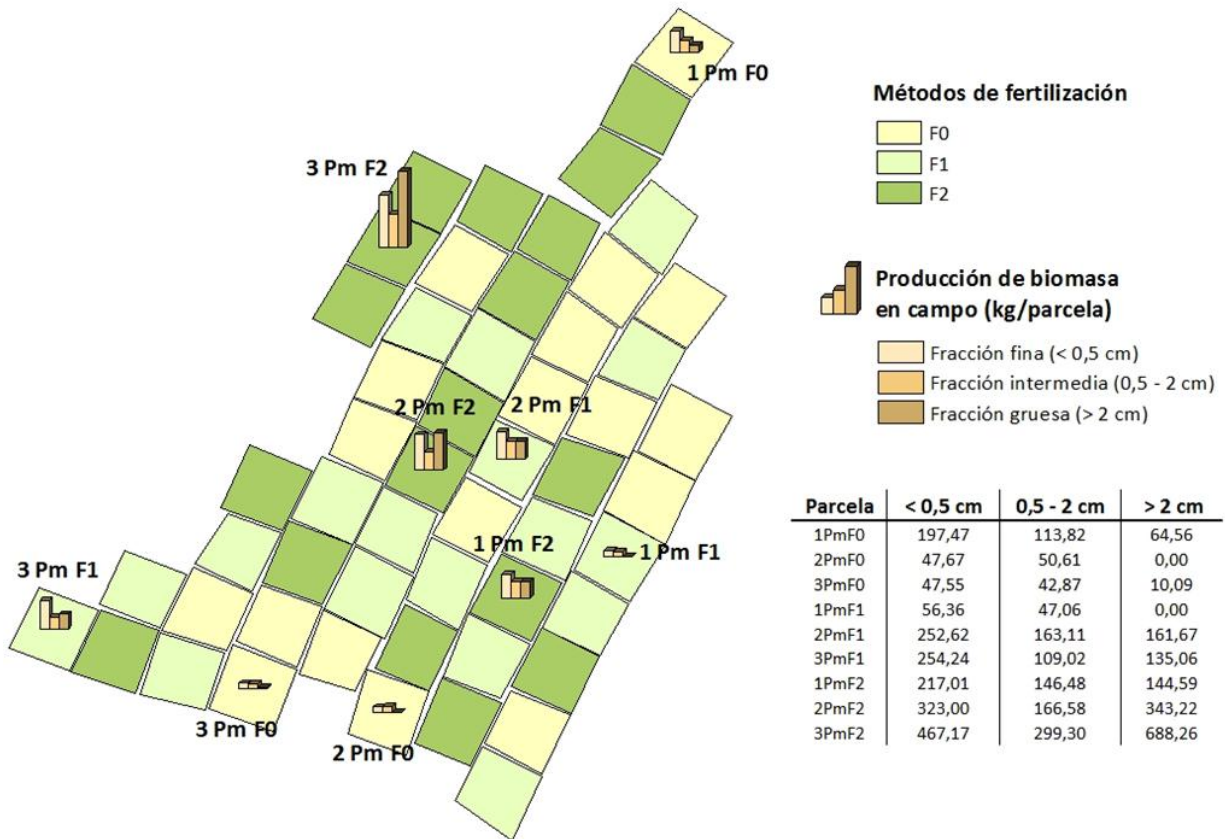 1 Pm F0
3 Pm F2
2 Pm F2
2 Pm F1
1 Pm F2
1 Pm F1
3 Pm F1
3 Pm F0
2 Pm F0
Métodos de fertilización
F0
F1
F2
Producción de biomasa
en campo (kg/parcela)
Fracción fina (< 0,5 cm)
Fracción intermedia (0,5 - 2 cm)
Fracción gruesa (> 2 cm)
Parcela < 0,5 cm 0,5 - 2 cm > 2 cm
1PmF0 197,47 113,82 64,56
2PmF0 47,67 50,61 0,00
3PmF0 47,55 42,87 10,09
1PmF1 56,36 47,06 0,00
2PmF1 252,62 163,11 161,67
3PmF1 254,24 109,02 135,06
1PmF2 217,01 146,48 144,59
2PmF2 323,00 166,58 343,22
3PmF2 467,17 299,30 688,26